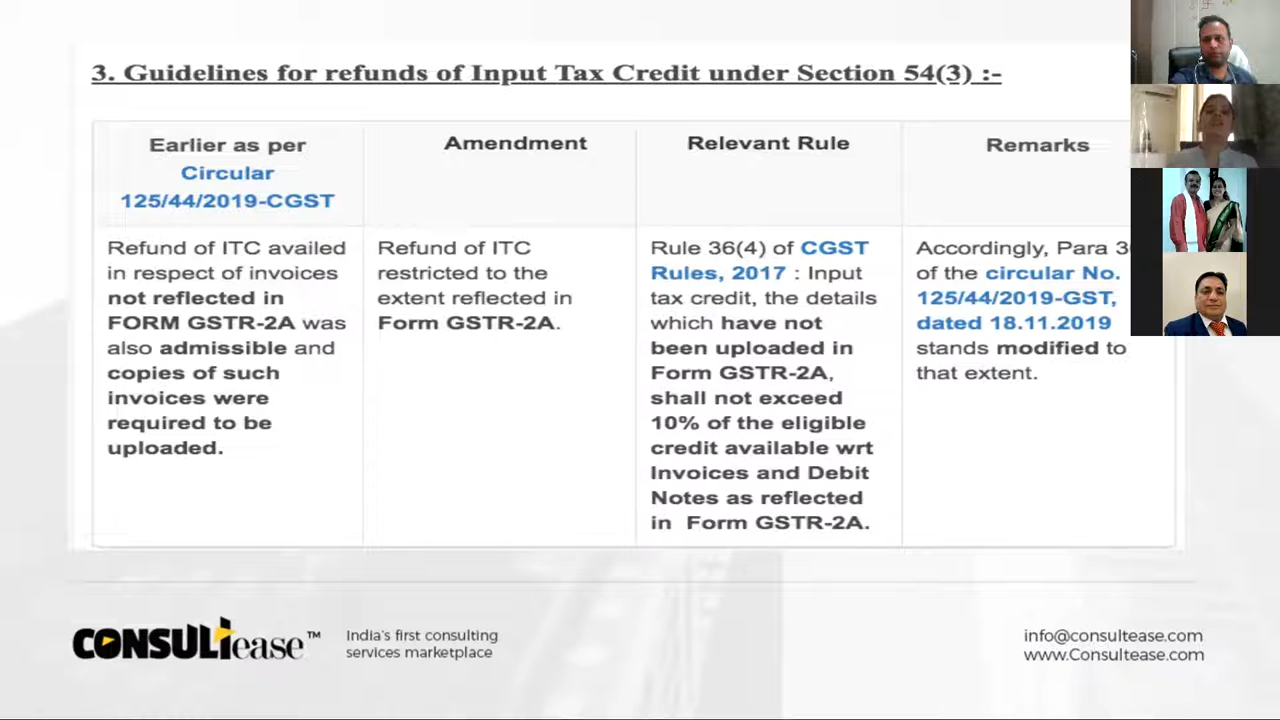 3. Guidelines for refunds of Input Tax Credit under Section 54(3) :-
Earlier as per
Circular
125/44/2019-CGST
Amendment
Relevant Rule
Remarks
Refund of ITC availed
in respect of invoices
not reflected in
FORM GSTR-2A was
also admissible and
copies of such
invoices were
required to be
uploaded.
Refund of ITC
restricted to the
extent reflected in
Form GSTR-2A.
Rule 36(4) of CGST
Rules, 2017 : Input
tax credit, the details
which have not
been uploaded in
Form GSTR-2A,
shall not exceed
10% of the eligible
credit available wrt
Invoices and Debit
Notes as reflected
in Form GSTR-2A.
Accordingly, Para
of the circular No.
125/44/2019-GST,
dated 18.11.2019
stands modified to
that extent.
CONSULTease™
India's first consulting
services marketplace
info@consultease.com
www.Consultease.com